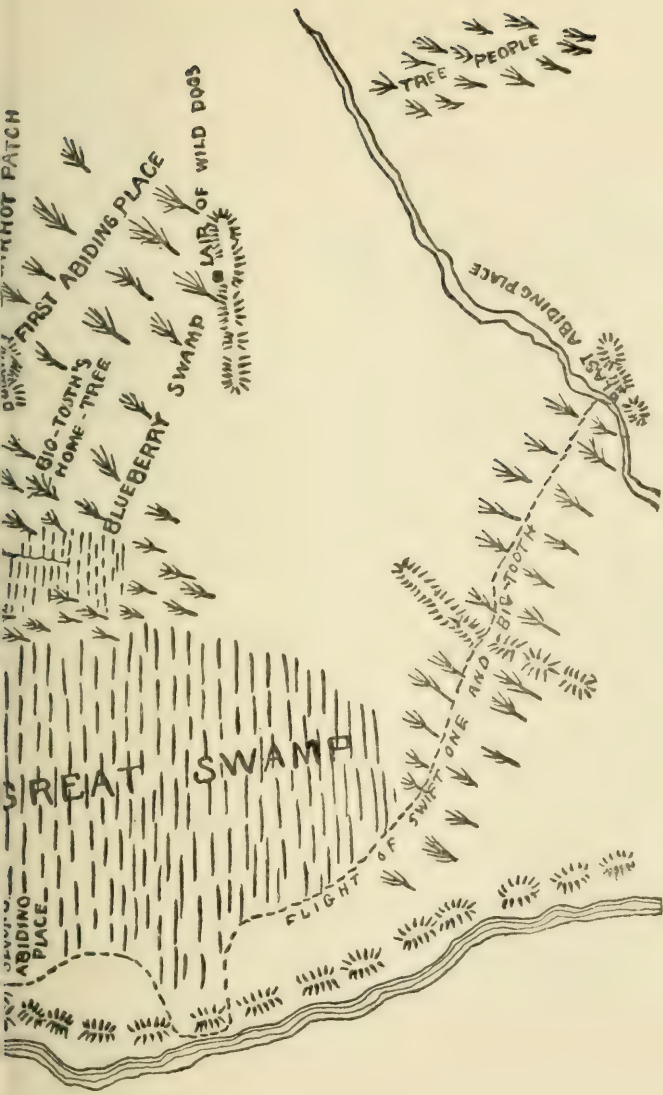 TREE PEOPLE
PATCH
FIRST ABIDING PLACE
LAIR OF WILD DOGS
BIG-TOOTH'S
HOME-TREE
BLUEBERRY SWAMP
LAST ABIDING PLACE
GREAT SWAMP
FLIGHT OF SWIFT ONE AND BIG-TOOTH
ABIDING
PLACE